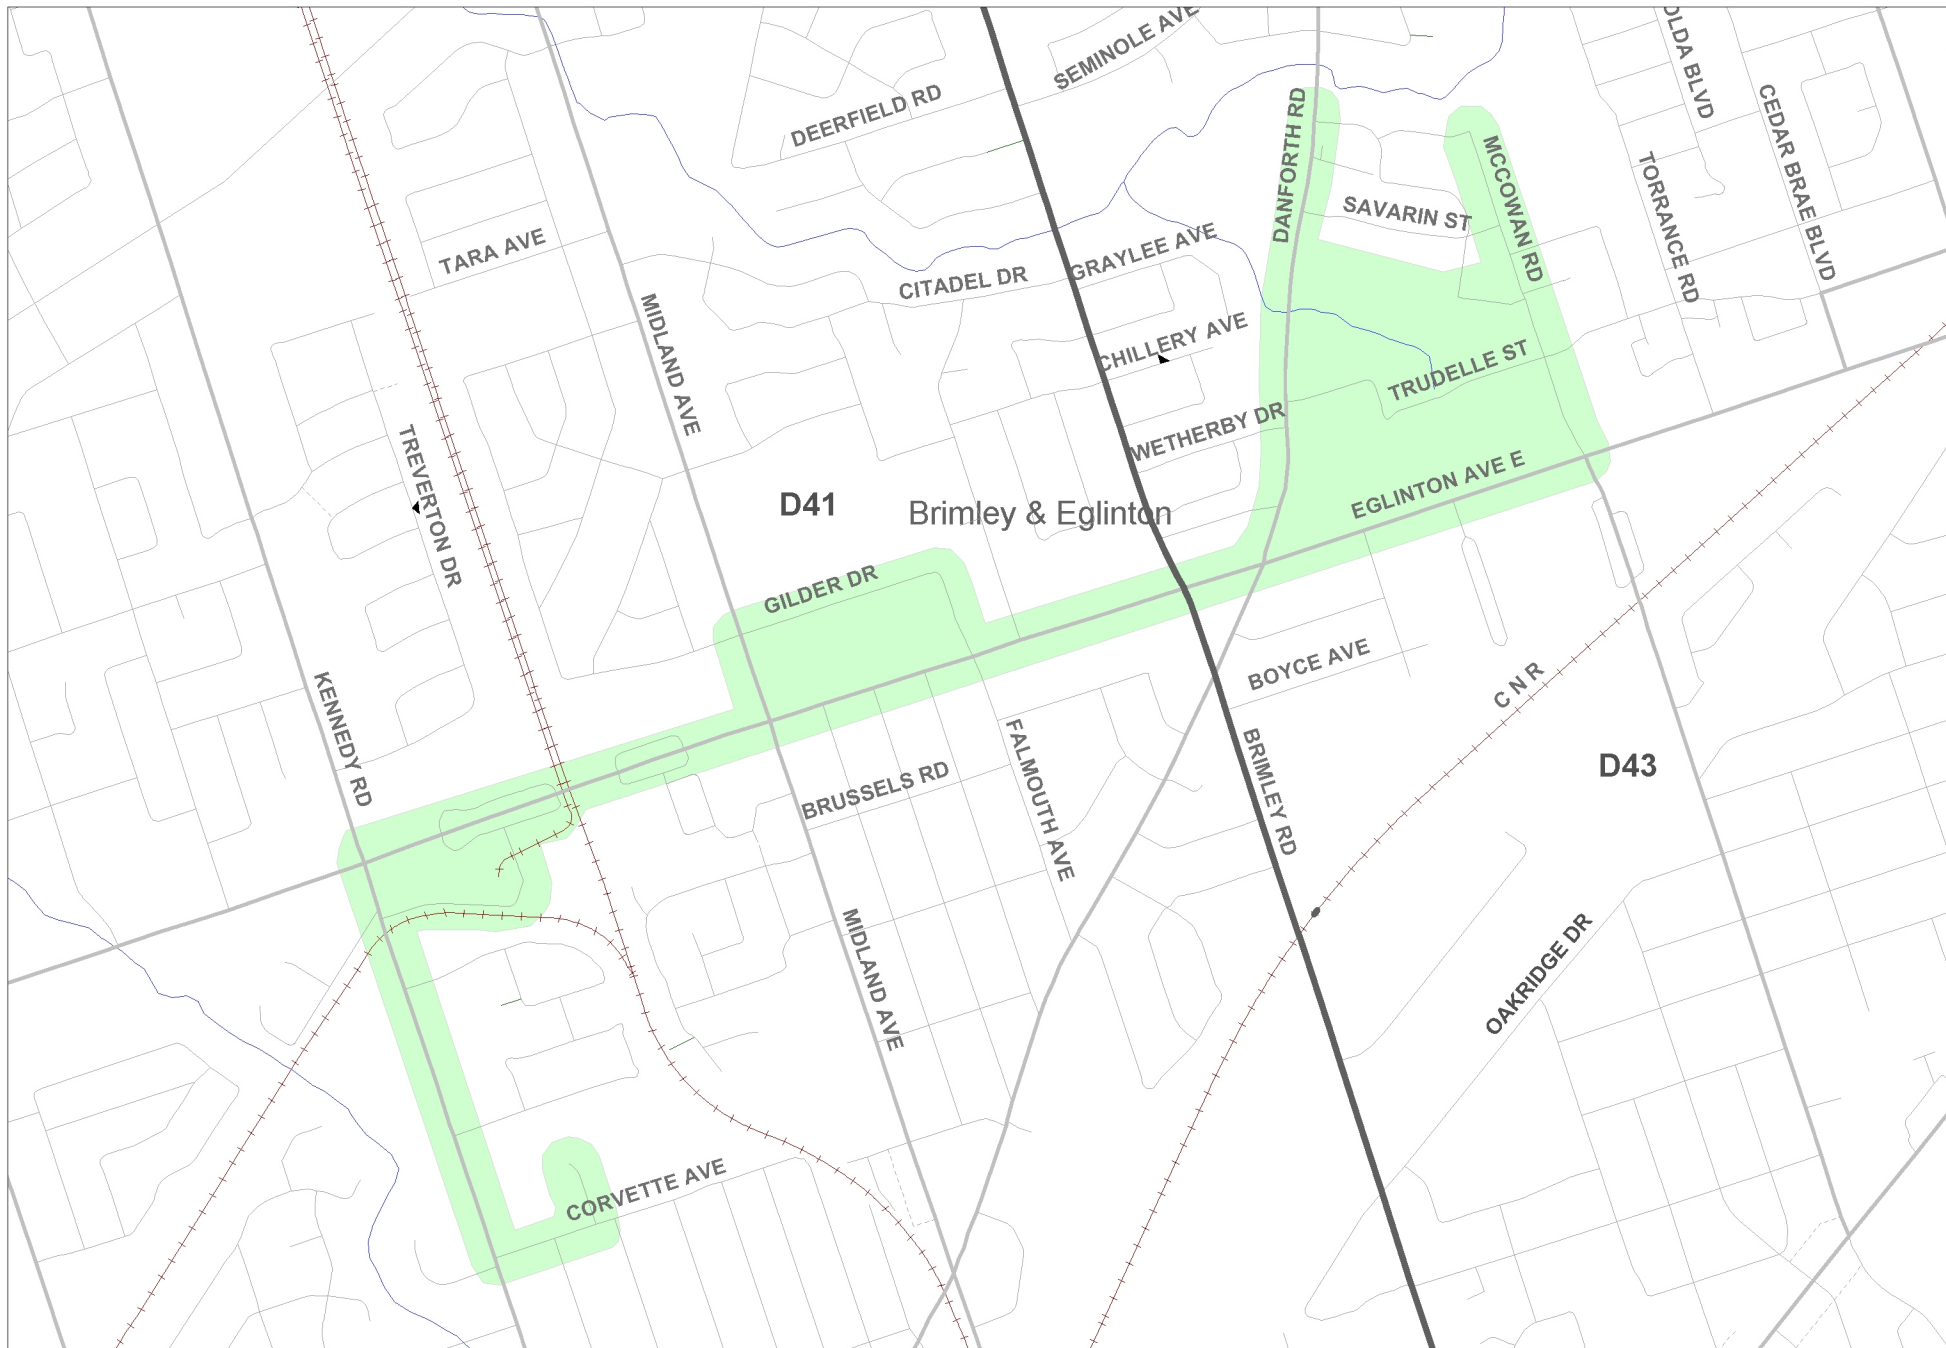 SEMINOLE AVE
OLDA BLVD
CEDAR BRAE BLVD
DEERFIELD RD
DANFORTH RD
MCCOWAN RD
TORRANCE RD
SAVARIN ST
TARA AVE
GRAYLEE AVE
CITADEL DR
MIDLAND AVE
CHILLERY AVE
TRUDELLE ST
WETHERBY DR
TREVERTON DR
EGLINTON AVE E
D41
Brimley & Eglinton
GILDER DR
BOYCE AVE
C N R
KENNEDY RD
FALMOUTH AVE
BRIMLEY RD
D43
BRUSSELS RD
MIDLAND AVE
OAKRIDGE DR
CORVETTE AVE